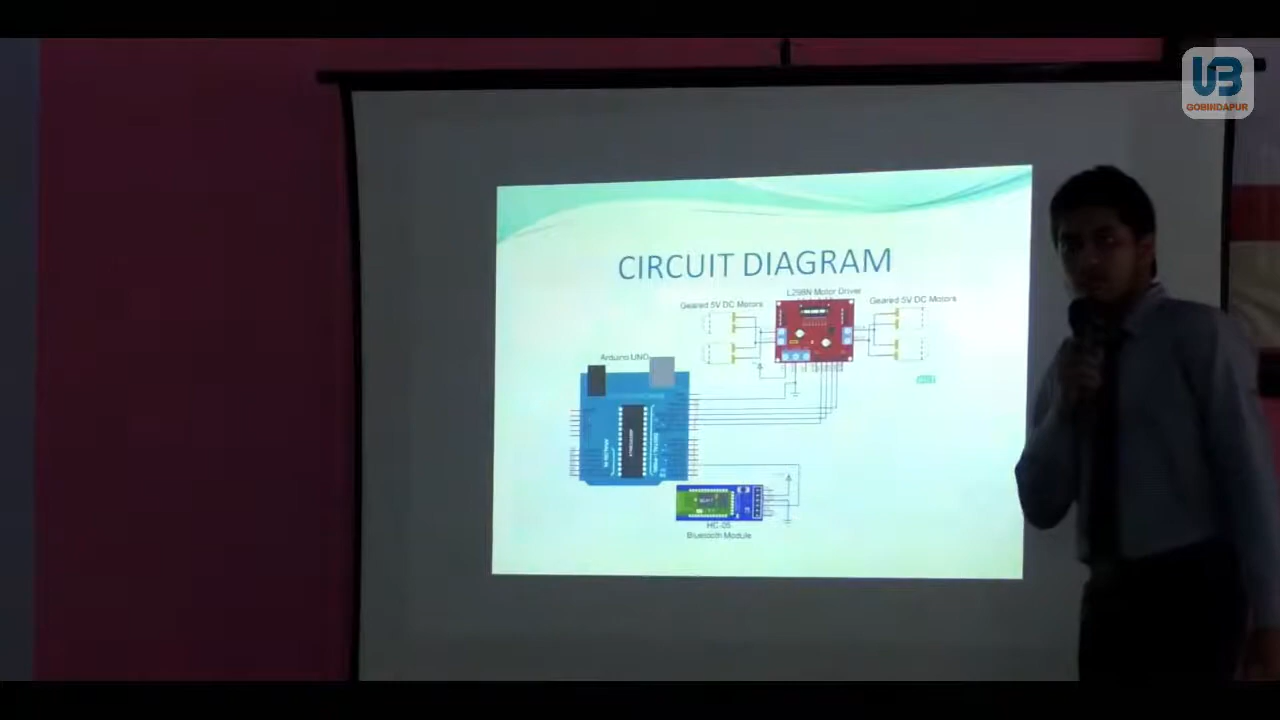 UB
GOBINDAPUR
CIRCUIT DIAGRAM
L298N Motor Driver
Geared 5V DC Motors
Geared 5V DC Motors
Arduino UNO
HC-05
Bluetooth Module